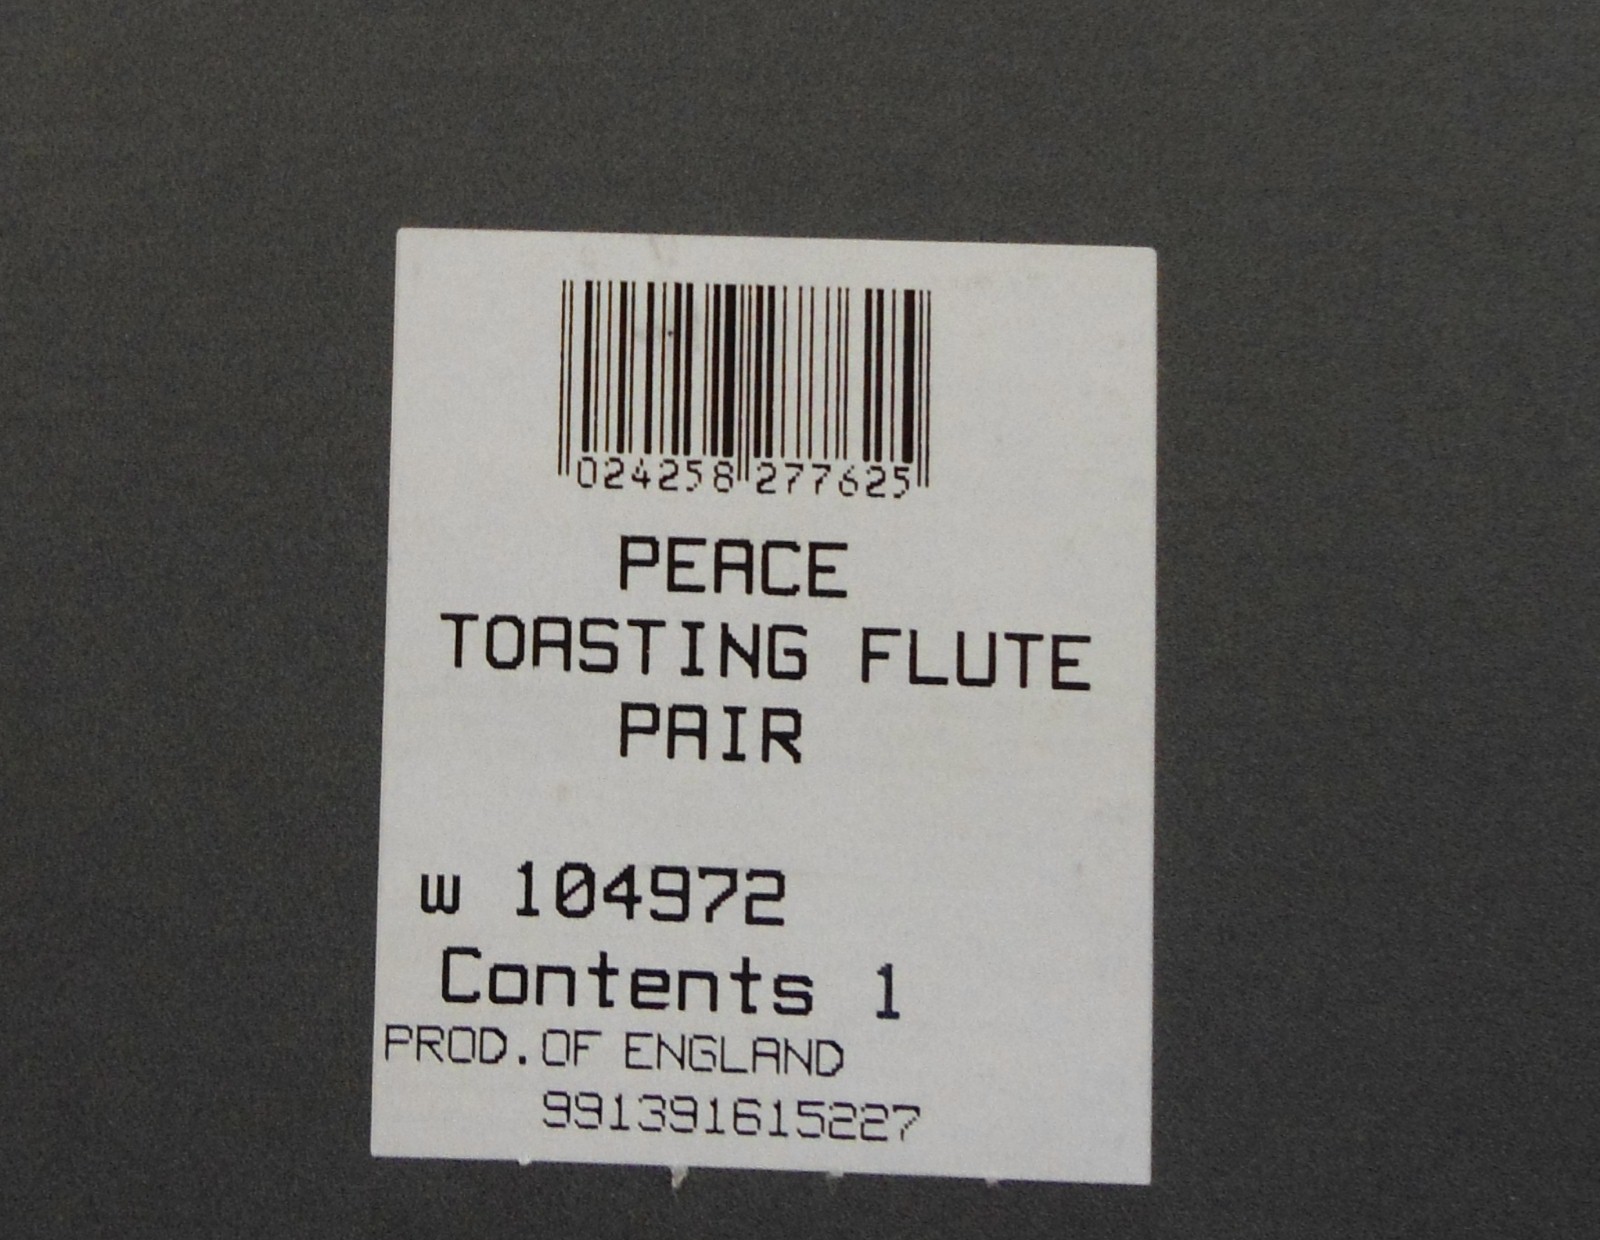 024258 277625
PEACE
TOASTING FLUTE
PAIR
w 104972
Contents 1
PROD.OF ENGLAND
991391615227